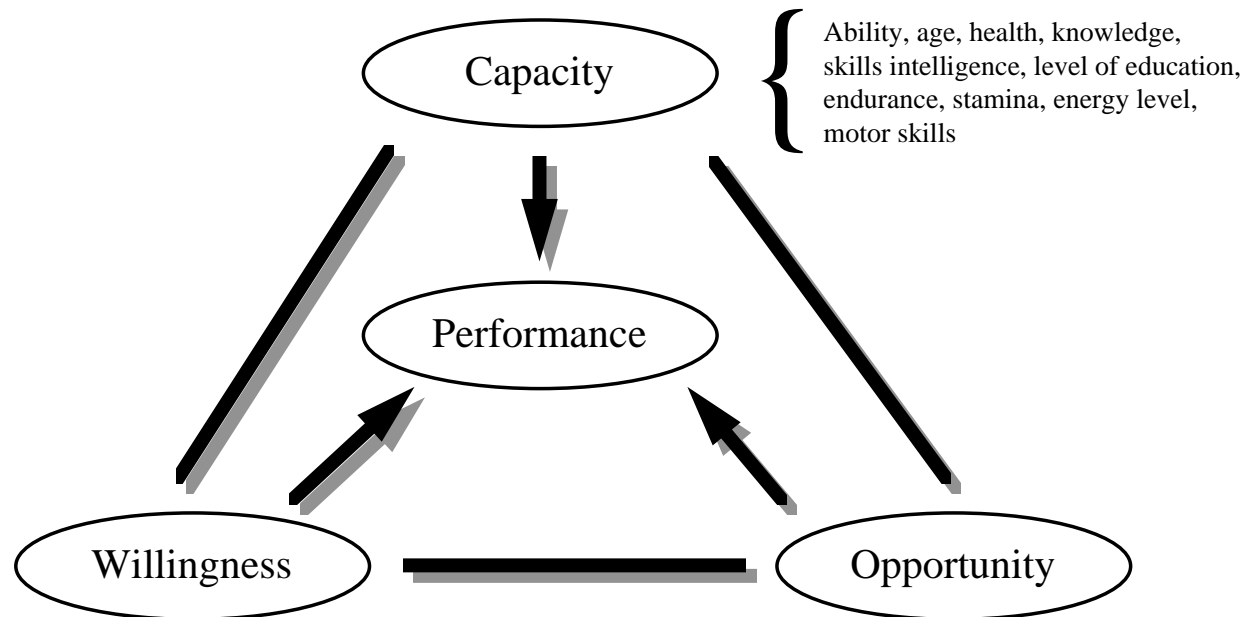 Capacity
Ability, age, health, knowledge,
skills intelligence, level of education,
endurance, stamina, energy level,
motor skills
Performance
Willingness
Opportunity